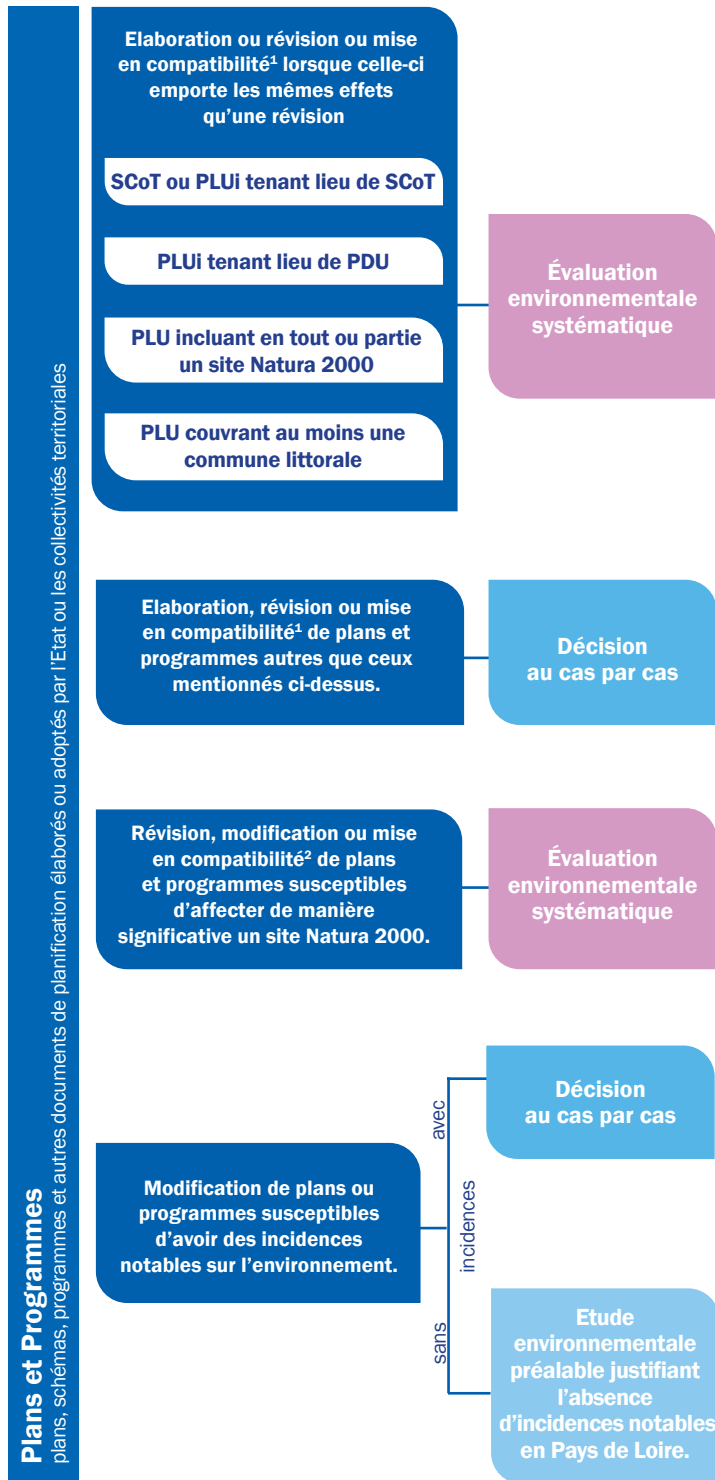 Plans et Programmes
plans, schémas, programmes et autres documents de planification élaborés ou adoptés par l'Etat ou les collectivités territoriales
Elaboration ou révision ou mise
en compatibilité¹ lorsque celle-ci
emporte les mêmes effets
qu'une révision
SCoT ou PLUi tenant lieu de SCoT
PLUi tenant lieu de PDU
PLU incluant en tout ou partie
un site Natura 2000
PLU couvrant au moins une
commune littorale
Évaluation
environnementale
systématique
Elaboration, révision ou mise
en compatibilité¹ de plans et
programmes autres que ceux
mentionnés ci-dessus.
Décision
au cas par cas
Révision, modification ou mise
en compatibilité² de plans
et programmes susceptibles
d'affecter de manière
significative un site Natura 2000.
Évaluation
environnementale
systématique
Modification de plans ou
programmes susceptibles
d'avoir des incidences
notables sur l'environnement.
avec
incidences
sans
Décision
au cas par cas
Etude
environnementale
préalable justifiant
l'absence
d'incidences notables
en Pays de Loire.